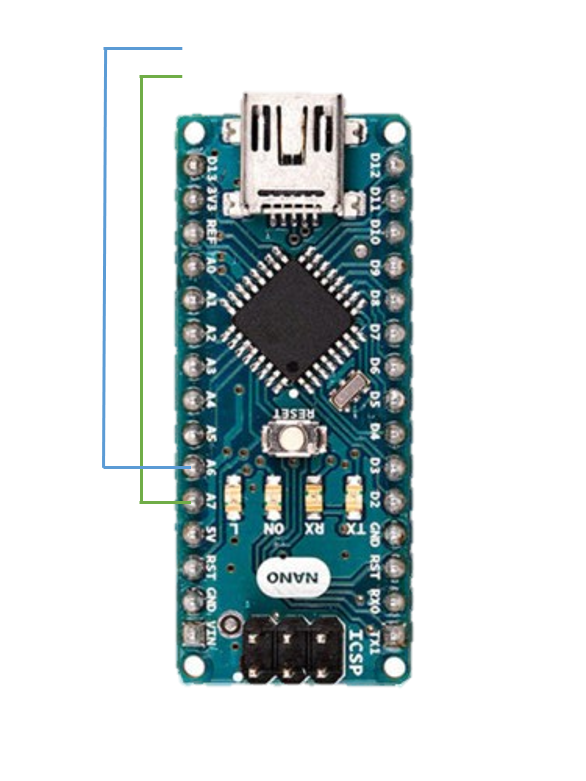 D13
3V3
REF
A0
A1
A2
A3
A4
A5
A6
A7
5V
RST
GND
VIN
D12
D11
D10
D9
D8
D7
D6
D5
D4
D3
D2
GND
RST
RX0
TX1
RESET
L
ON
RX
TX
NANO
ICSP